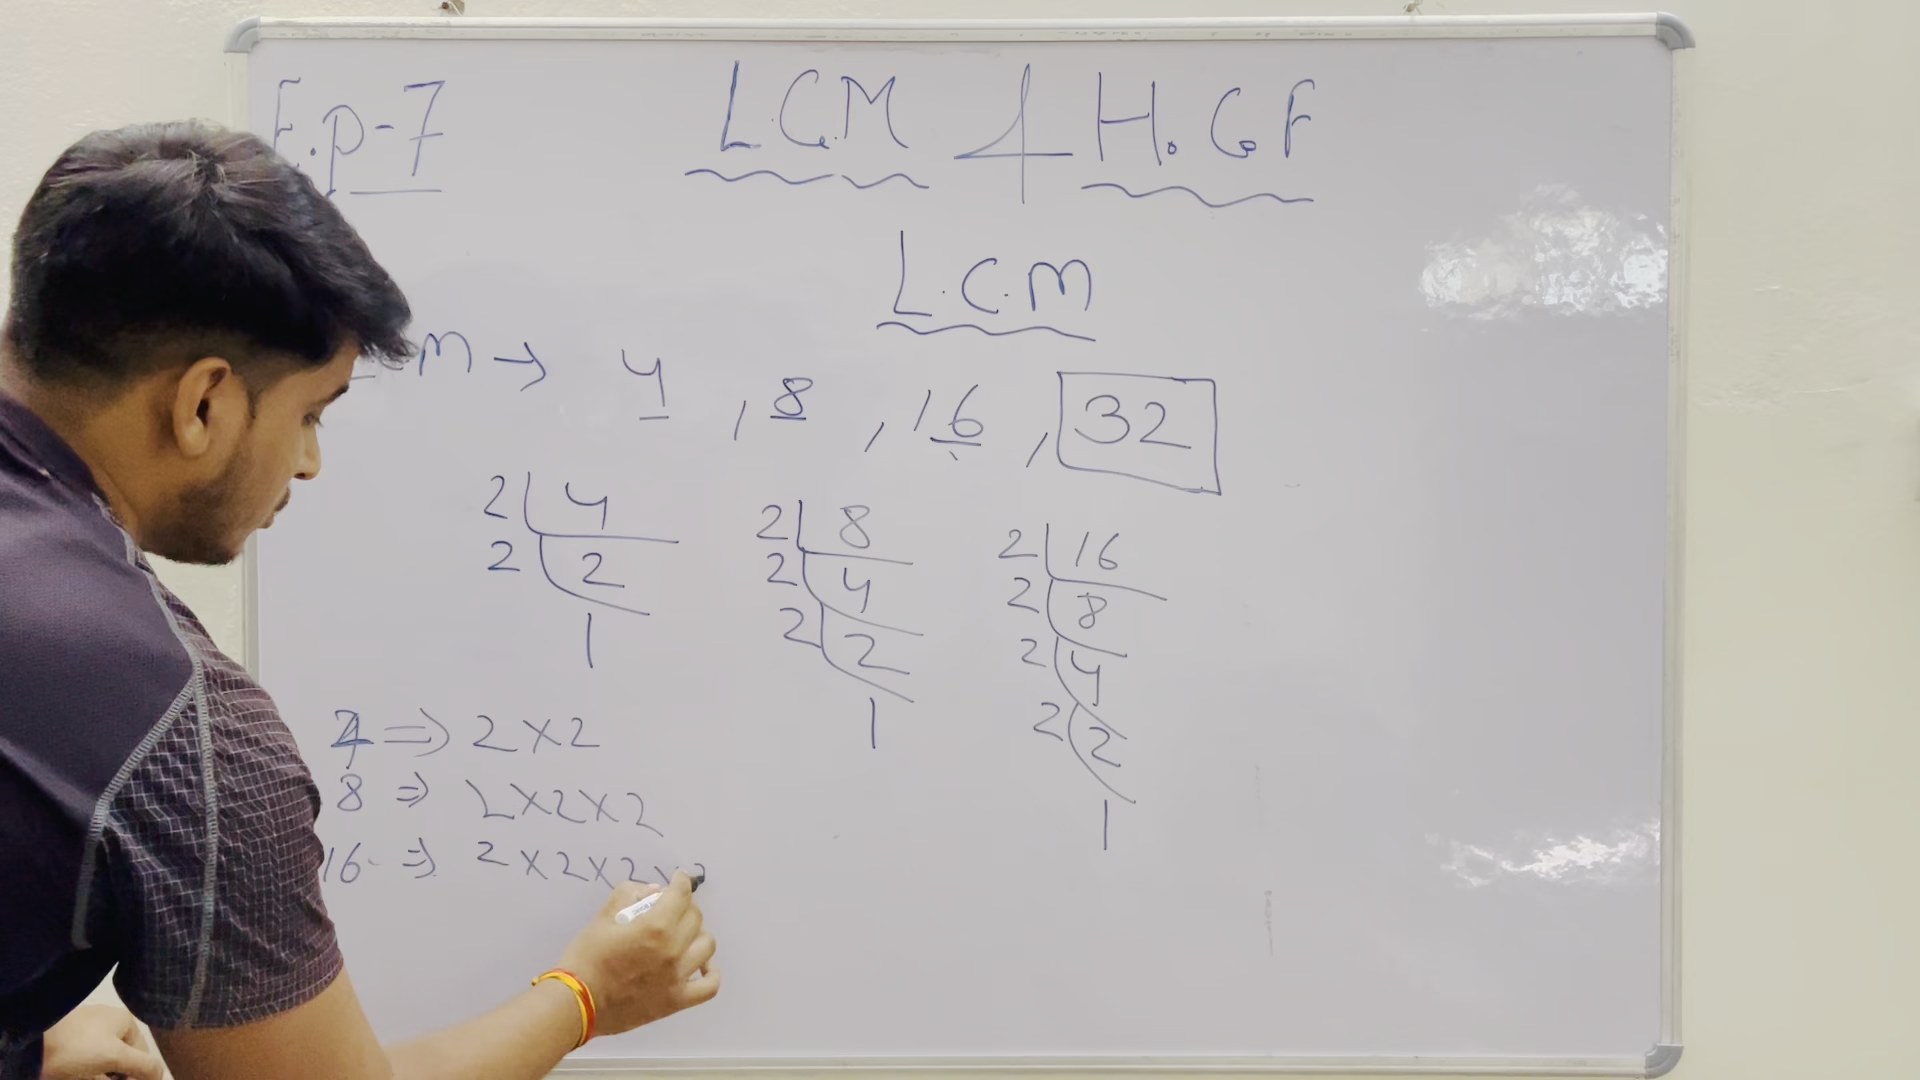 E.p-7
L.C.M & H.C.F
L.C.M
M → 4 , 8 , 16 , 32
2 4
2 2
1
2 8
2 4
2 2
1
2 16
2 8
2 4
2 2
1
4 ⇒ 2×2
8 ⇒ 2×2×2
16 ⇒ 2×2×2×2